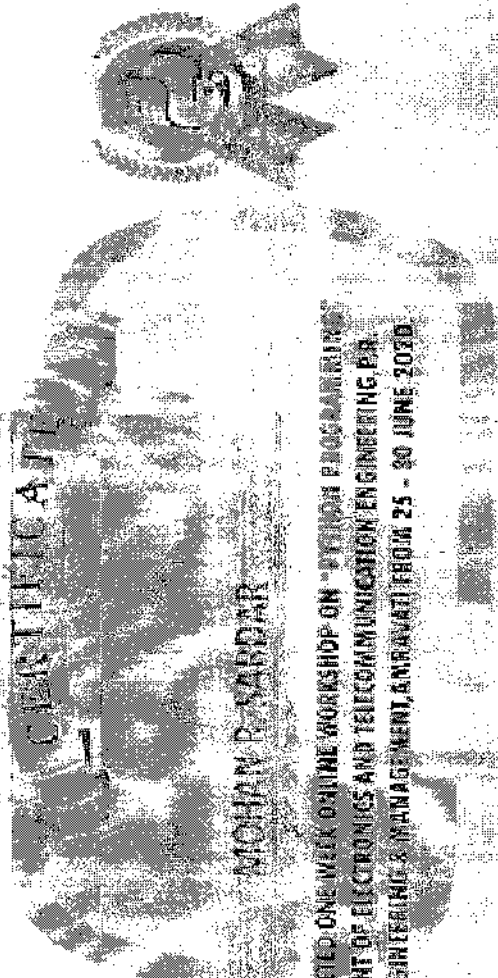 CERTIFICATE
MOHAN R. SARDAR
ONE WEEK ONLINE WORKSHOP ON "PYTHON PROGRAMMING"
OF ELECTRONICS AND TELECOMMUNICATION ENGINEERING P.R.
& MANAGEMENT, AMRAVATI FROM 25 - 30 JUNE 2020